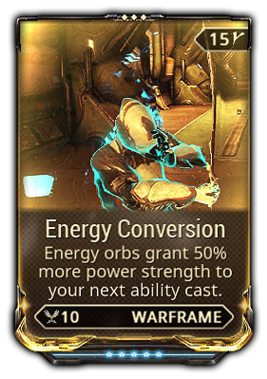 15
Energy Conversion
Energy orbs grant 50%
more power strength to
your next ability cast.
10 WARFRAME